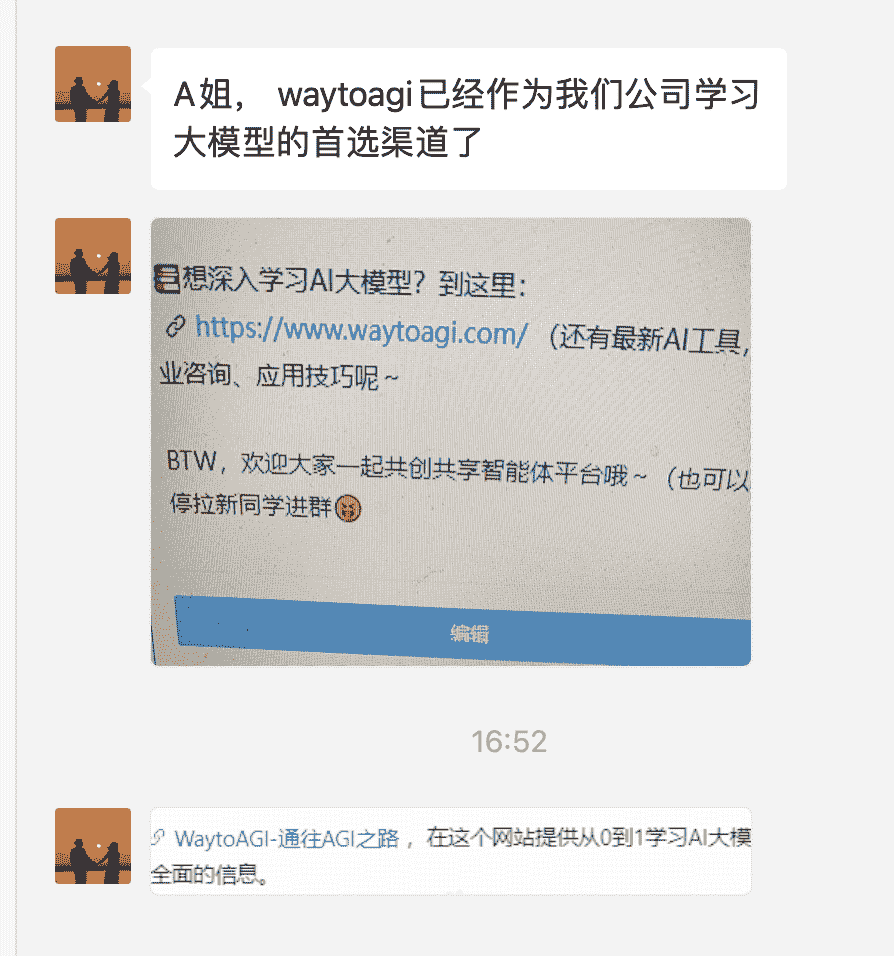 A姐， waytoagi已经作为我们公司学习
大模型的首选渠道了
想深入学习AI大模型？到这里：
https://www.waytoagi.com/ （还有最新AI工具，
业咨询、应用技巧呢～
BTW，欢迎大家一起共创共享智能体平台哦～（也可以
停拉新同学进群
编辑
16:52
WaytoAGI-通往AGI之路 ，在这个网站提供从0到1学习AI大模
全面的信息。